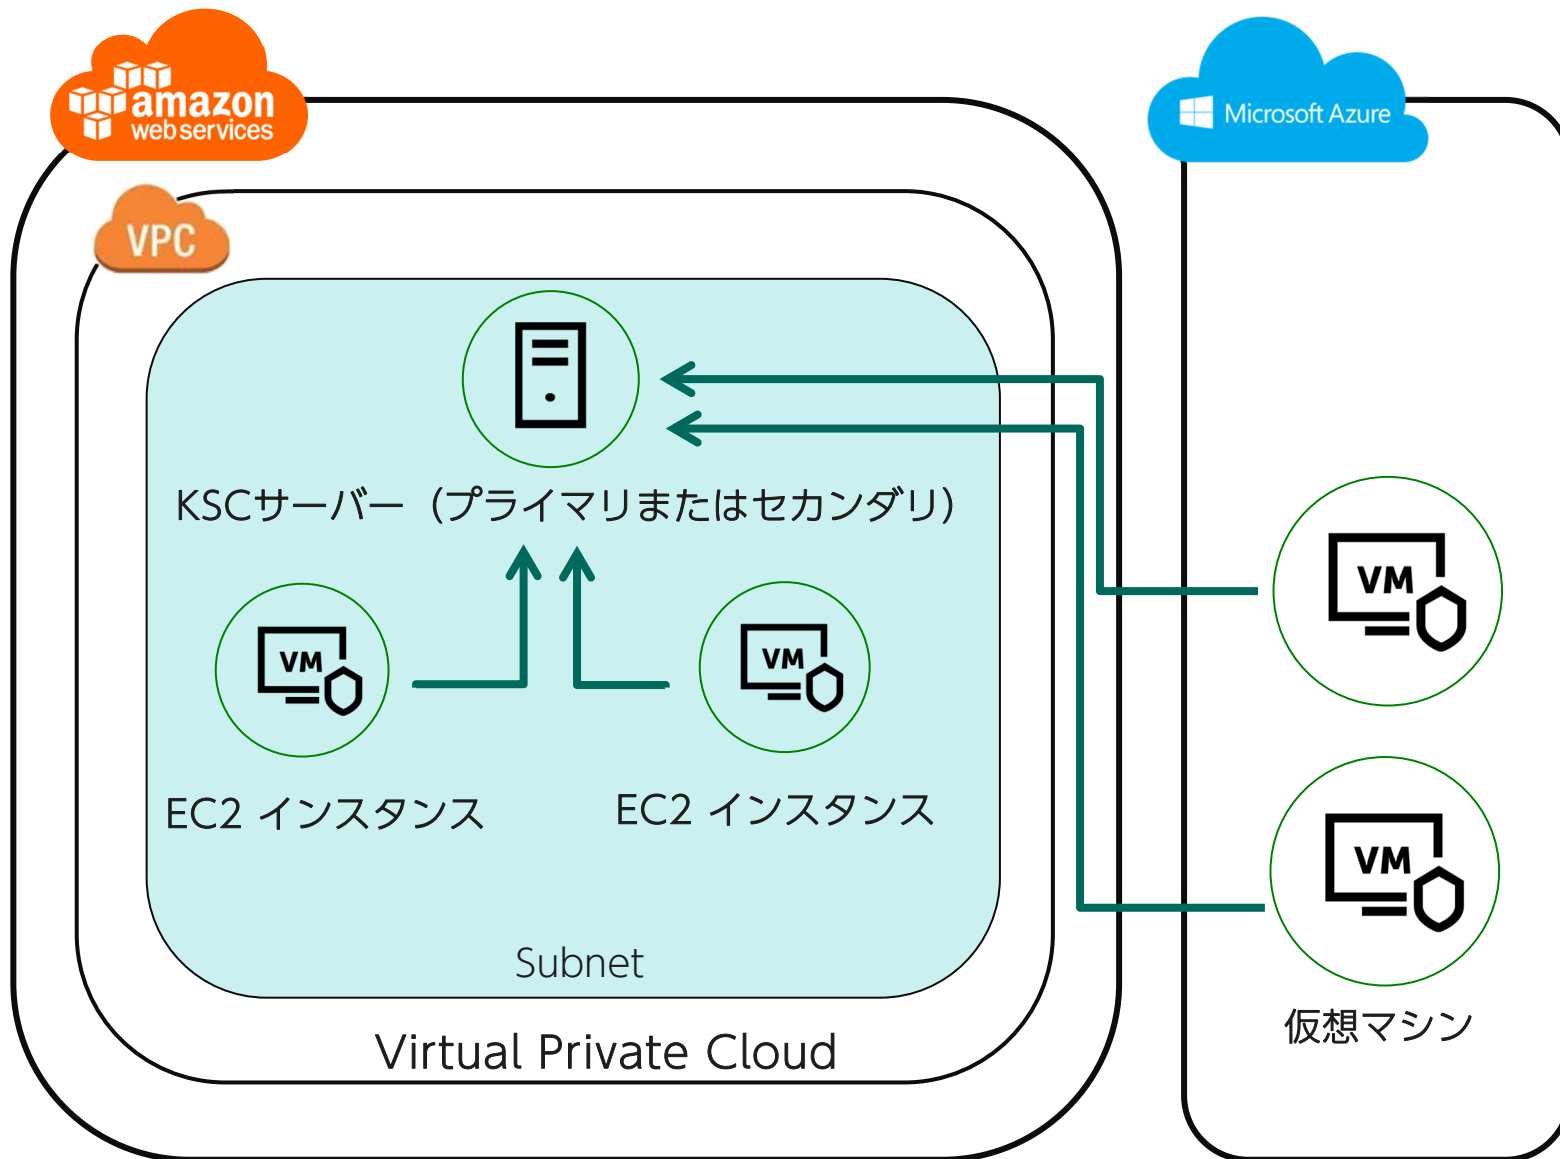 amazon
web services
Microsoft Azure
VPC
KSCサーバー（プライマリまたはセカンダリ）
VM
VM
EC2 インスタンス
EC2 インスタンス
Subnet
Virtual Private Cloud
VM
VM
仮想マシン